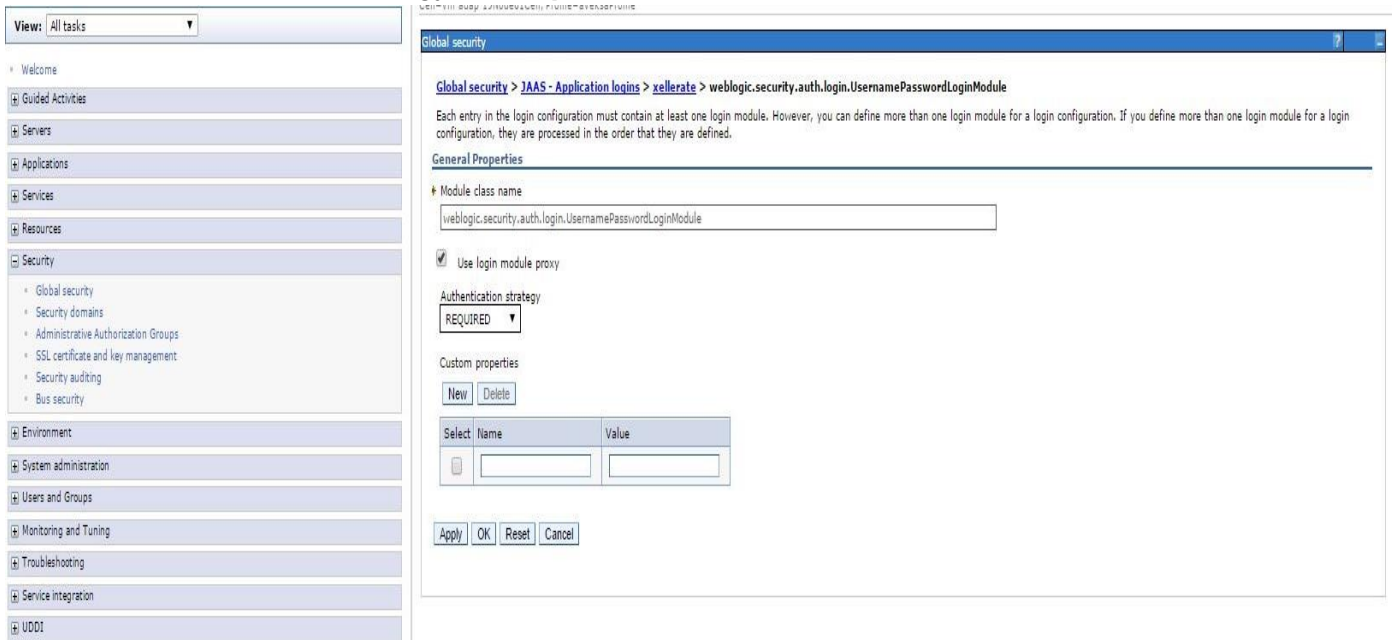 View: All tasks
Welcome
Guided Activities
Servers
Applications
Services
Resources
Security
Global security
Security domains
Administrative Authorization Groups
SSL certificate and key management
Security auditing
Bus security
Environment
System administration
Users and Groups
Monitoring and Tuning
Troubleshooting
Service integration
UDDI
Global security ? -
Global security > JAAS - Application logins > xellerate > weblogic.security.auth.login.UsernamePasswordLoginModule
Each entry in the login configuration must contain at least one login module. However, you can define more than one login module for a login configuration. If you define more than one login module for a login
configuration, they are processed in the order that they are defined.
General Properties
Module class name
weblogic.security.auth.login.UsernamePasswordLoginModule
Use login module proxy
Authentication strategy
REQUIRED
Custom properties
New Delete
Select Name Value
Apply OK Reset Cancel